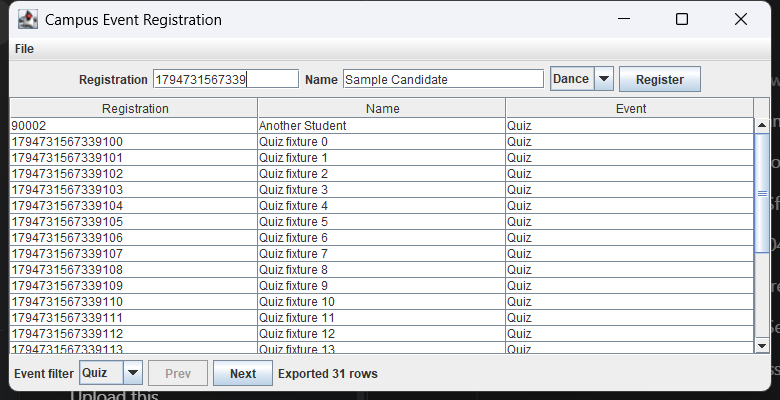 Campus Event Registration
File
Registration 1794731567339 Name Sample Candidate Dance Register
Registration Name Event
90002 Another Student Quiz
1794731567339100 Quiz fixture 0 Quiz
1794731567339101 Quiz fixture 1 Quiz
1794731567339102 Quiz fixture 2 Quiz
1794731567339103 Quiz fixture 3 Quiz
1794731567339104 Quiz fixture 4 Quiz
1794731567339105 Quiz fixture 5 Quiz
1794731567339106 Quiz fixture 6 Quiz
1794731567339107 Quiz fixture 7 Quiz
1794731567339108 Quiz fixture 8 Quiz
1794731567339109 Quiz fixture 9 Quiz
1794731567339110 Quiz fixture 10 Quiz
1794731567339111 Quiz fixture 11 Quiz
1794731567339112 Quiz fixture 12 Quiz
1794731567339113 Quiz fixture 13 Quiz
Event filter Quiz Prev Next Exported 31 rows
Upload this